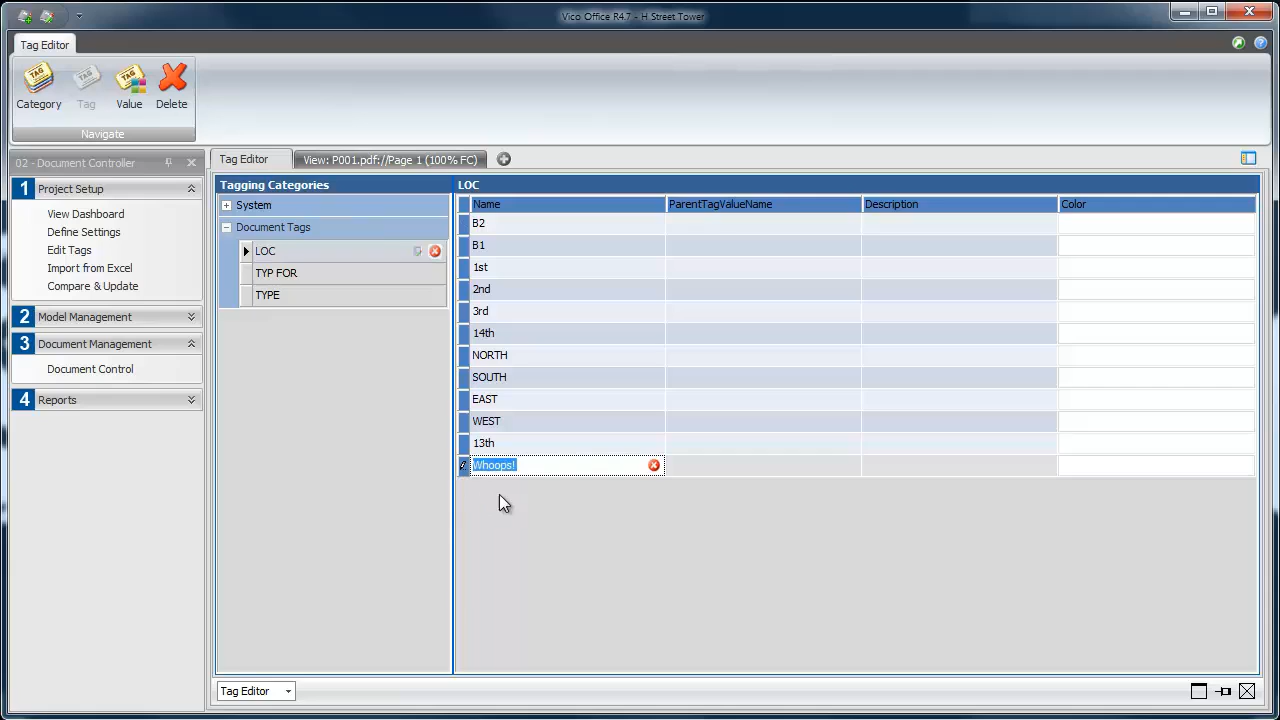 Vico Office R4.7 - H Street Tower
Tag Editor
TAG TAG TAG
Category Tag Value Delete
Navigate
02 - Document Controller
1 Project Setup
View Dashboard
Define Settings
Edit Tags
Import from Excel
Compare & Update
2 Model Management
3 Document Management
Document Control
4 Reports
Tag Editor View: P001.pdf://Page 1 (100% FC)
Tagging Categories
System
Document Tags
LOC
TYP FOR
TYPE
LOC
Name ParentTagValueName Description Color
B2
B1
1st
2nd
3rd
14th
NORTH
SOUTH
EAST
WEST
13th
Whoops!
Tag Editor